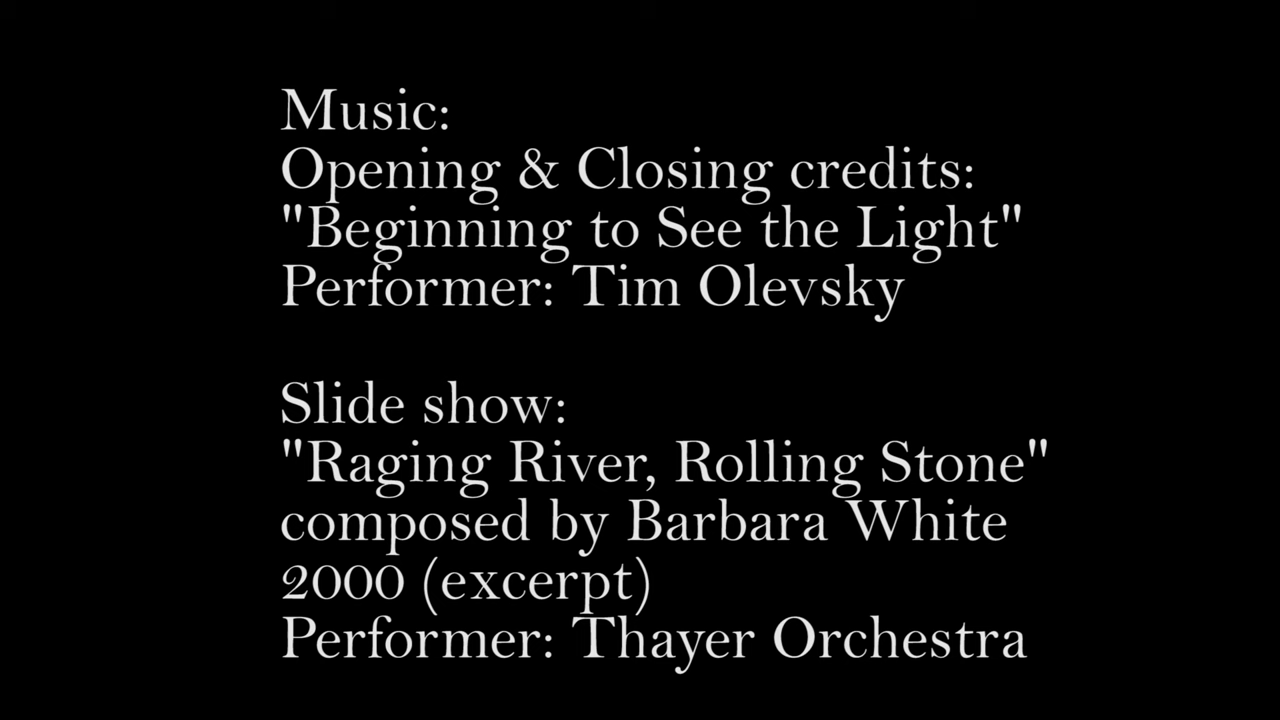 Music:
Opening & Closing credits:
"Beginning to See the Light"
Performer: Tim Olevsky
Slide show:
"Raging River, Rolling Stone"
composed by Barbara White
2000 (excerpt)
Performer: Thayer Orchestra